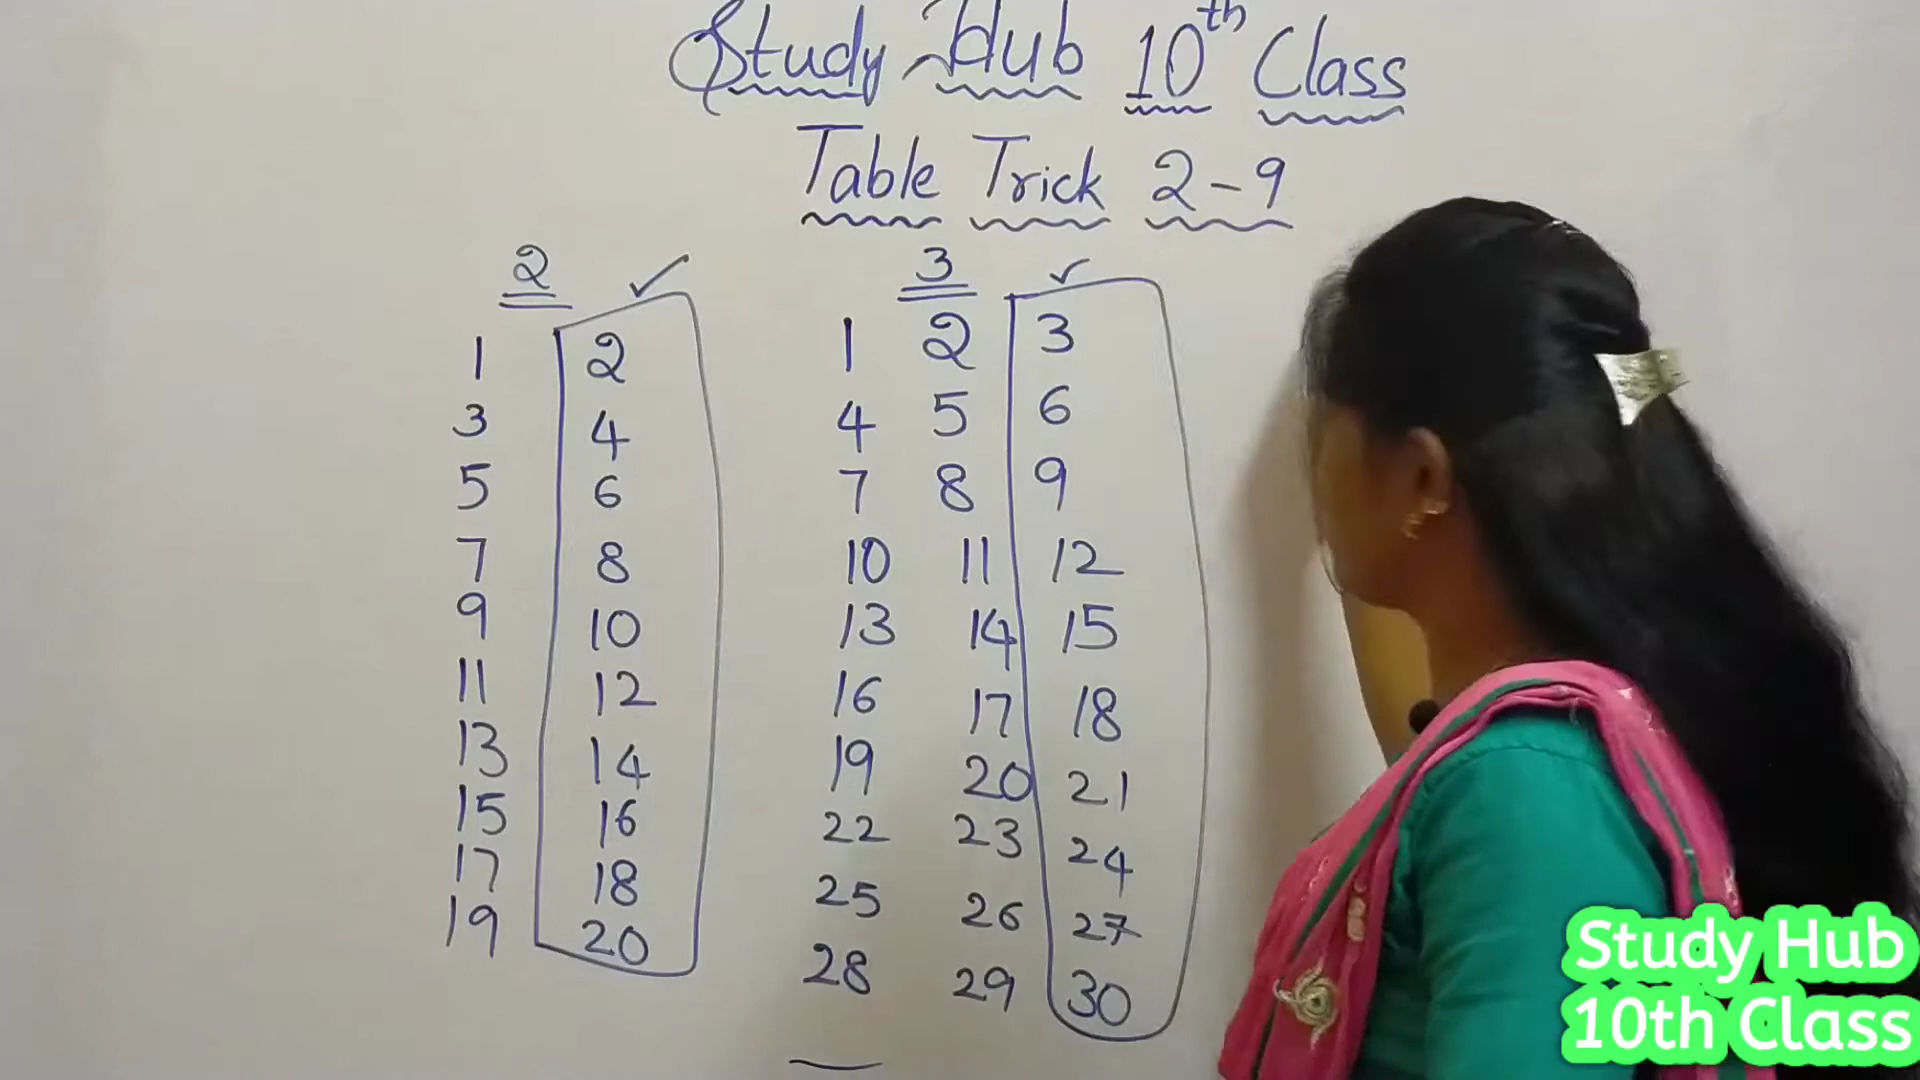 Study Hub 10th Class
Table Trick 2-9
2 ✓ 3 ✓
1 2 1 2 3
3 4 4 5 6
5 6 7 8 9
7 8 10 11 12
9 10 13 14 15
11 12 16 17 18
13 14 19 20 21
15 16 22 23 24
17 18 25 26 27
19 20 28 29 30
Study Hub
10th Class